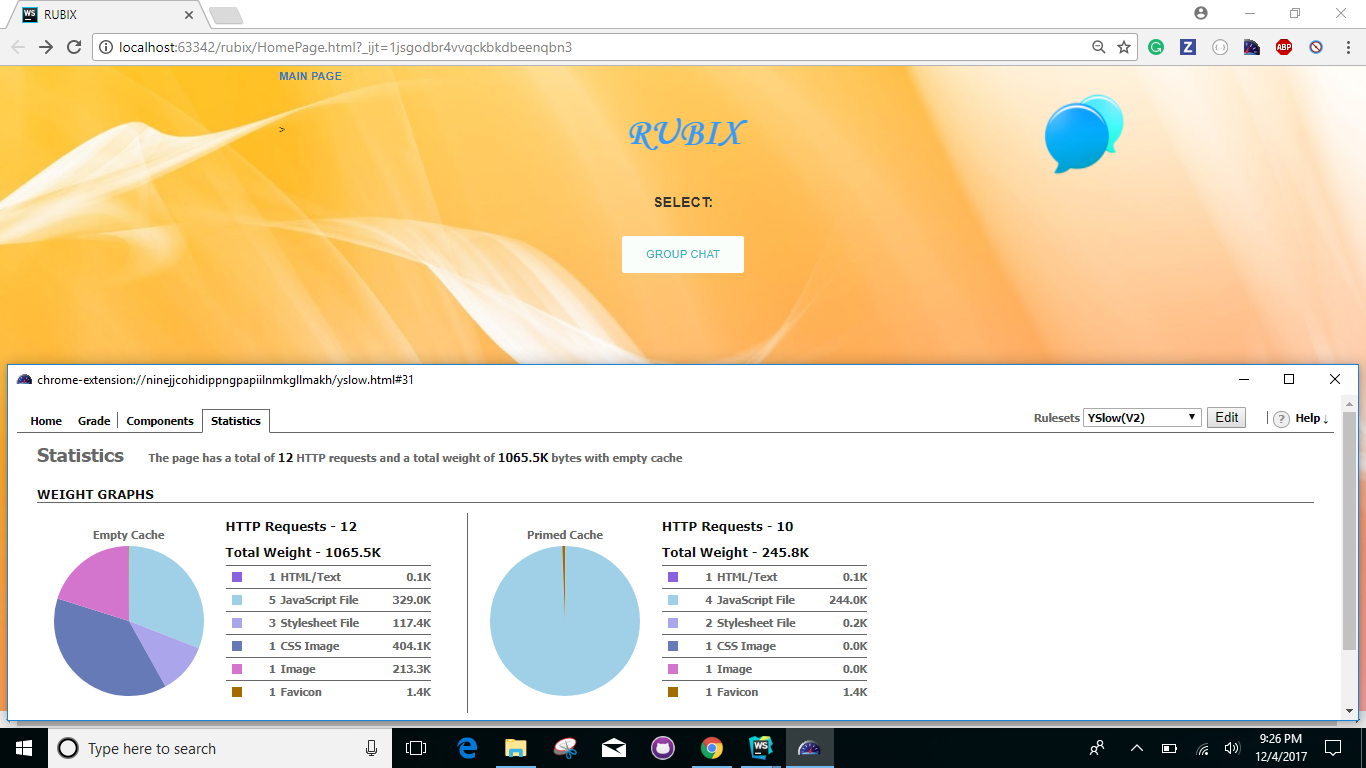 WS RUBIX
localhost:63342/rubix/HomePage.html?_ijt=1jsgodbr4vvqckbkdbeenqbn3
Z
ABP
MAIN PAGE
>
RUBIX
SELECT:
GROUP CHAT
chrome-extension://ninejjcohidippngpapiilnmkgllmakh/yslow.html#31
Home Grade Components Statistics Rulesets YSlow(V2) Edit ? Help ↓
Statistics The page has a total of 12 HTTP requests and a total weight of 1065.5K bytes with empty cache
WEIGHT GRAPHS
Empty Cache
HTTP Requests - 12
Total Weight - 1065.5K
1 HTML/Text 0.1K
5 JavaScript File 329.0K
3 Stylesheet File 117.4K
1 CSS Image 404.1K
1 Image 213.3K
1 Favicon 1.4K
Primed Cache
HTTP Requests - 10
Total Weight - 245.8K
1 HTML/Text 0.1K
4 JavaScript File 244.0K
2 Stylesheet File 0.2K
1 CSS Image 0.0K
1 Image 0.0K
1 Favicon 1.4K
Type here to search
WS
9:26 PM
12/4/2017